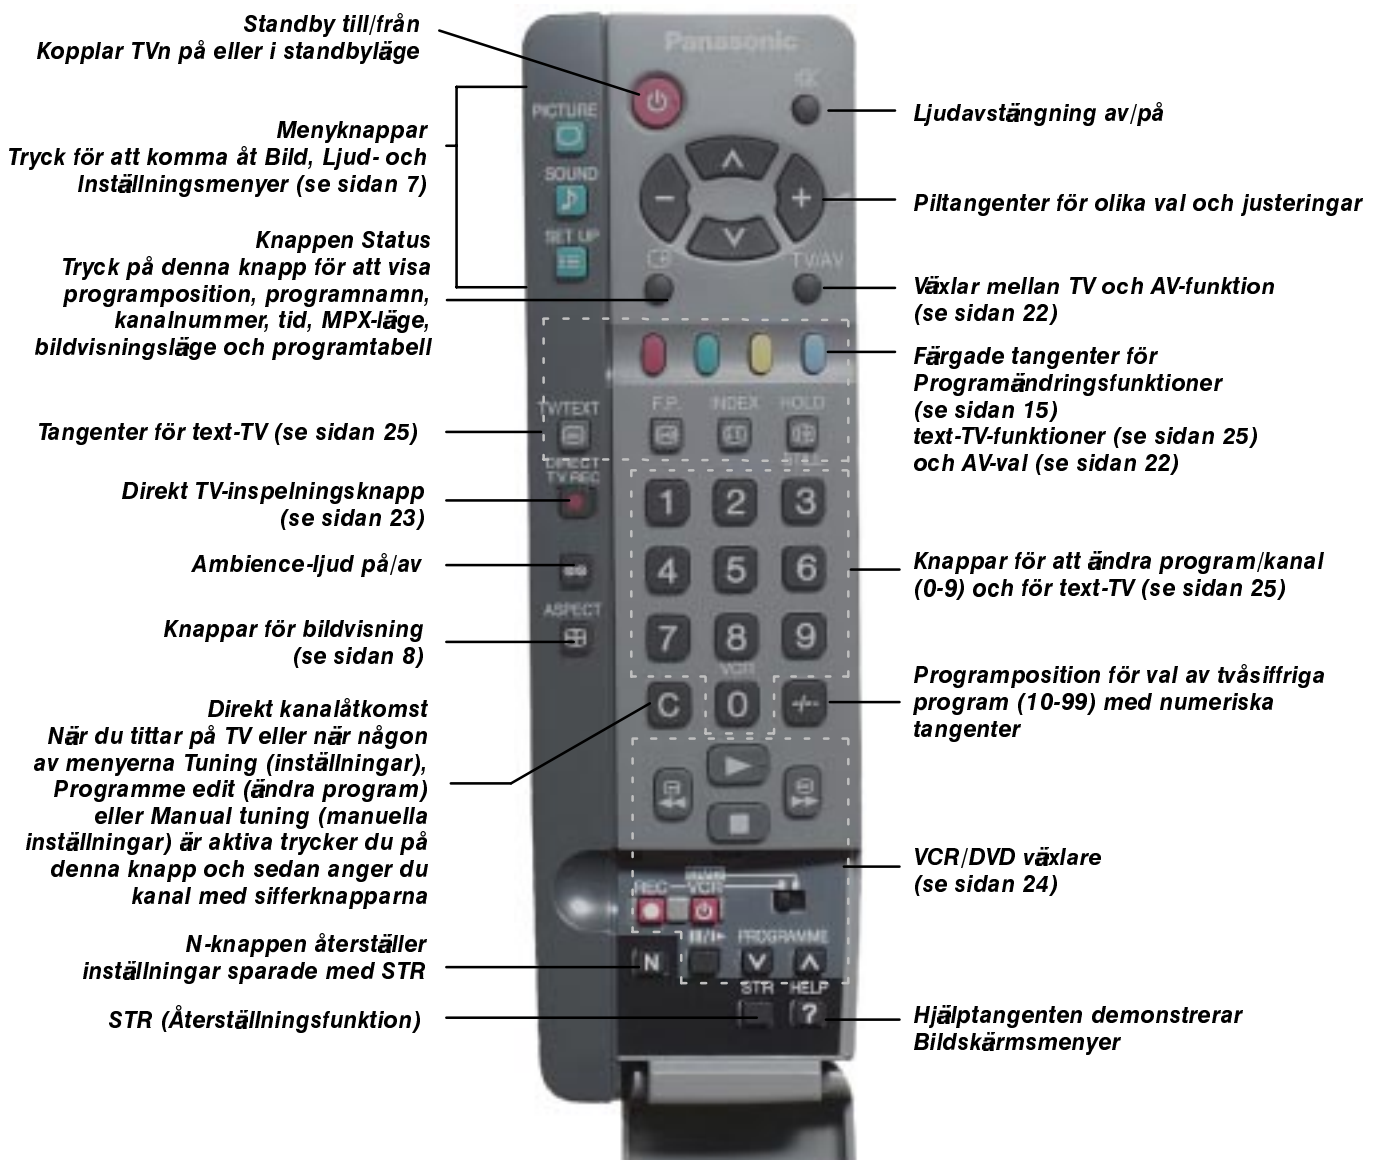 Standby till/från
Kopplar TVn på eller i standbyläge
Menyknappar
Tryck för att komma åt Bild, Ljud- och
Inställningsmenyer (se sidan 7)
Knappen Status
Tryck på denna knapp för att visa
programposition, programnamn,
kanalnummer, tid, MPX-läge,
bildvisningsläge och programtabell
Tangenter för text-TV (se sidan 25)
Direkt TV-inspelningsknapp
(se sidan 23)
Ambience-ljud på/av
Knappar för bildvisning
(se sidan 8)
Direkt kanalåtkomst
När du tittar på TV eller när någon
av menyerna Tuning (inställningar),
Programme edit (ändra program)
eller Manual tuning (manuella
inställningar) är aktiva trycker du på
denna knapp och sedan anger du
kanal med sifferknapparna
N-knappen återställer
inställningar sparade med STR
STR (Återställningsfunktion)
Panasonic
PICTURE
SOUND
SET UP
TV/AV
TV/TEXT
F.P.
INDEX
HOLD
DIRECT
TV REC
1 2 3
4 5 6
ASPECT
7 8 9
VCR
C 0 -/--
REC VCR
PROGRAMME
N
STR HELP
?
Ljudavstängning av/på
Piltangenter för olika val och justeringar
Växlar mellan TV och AV-funktion
(se sidan 22)
Färgade tangenter för
Programändringsfunktioner
(se sidan 15)
text-TV-funktioner (se sidan 25)
och AV-val (se sidan 22)
Knappar för att ändra program/kanal
(0-9) och för text-TV (se sidan 25)
Programposition för val av tvåsiffriga
program (10-99) med numeriska
tangenter
VCR/DVD växlare
(se sidan 24)
Hjälptangenten demonstrerar
Bildskärmsmenyer